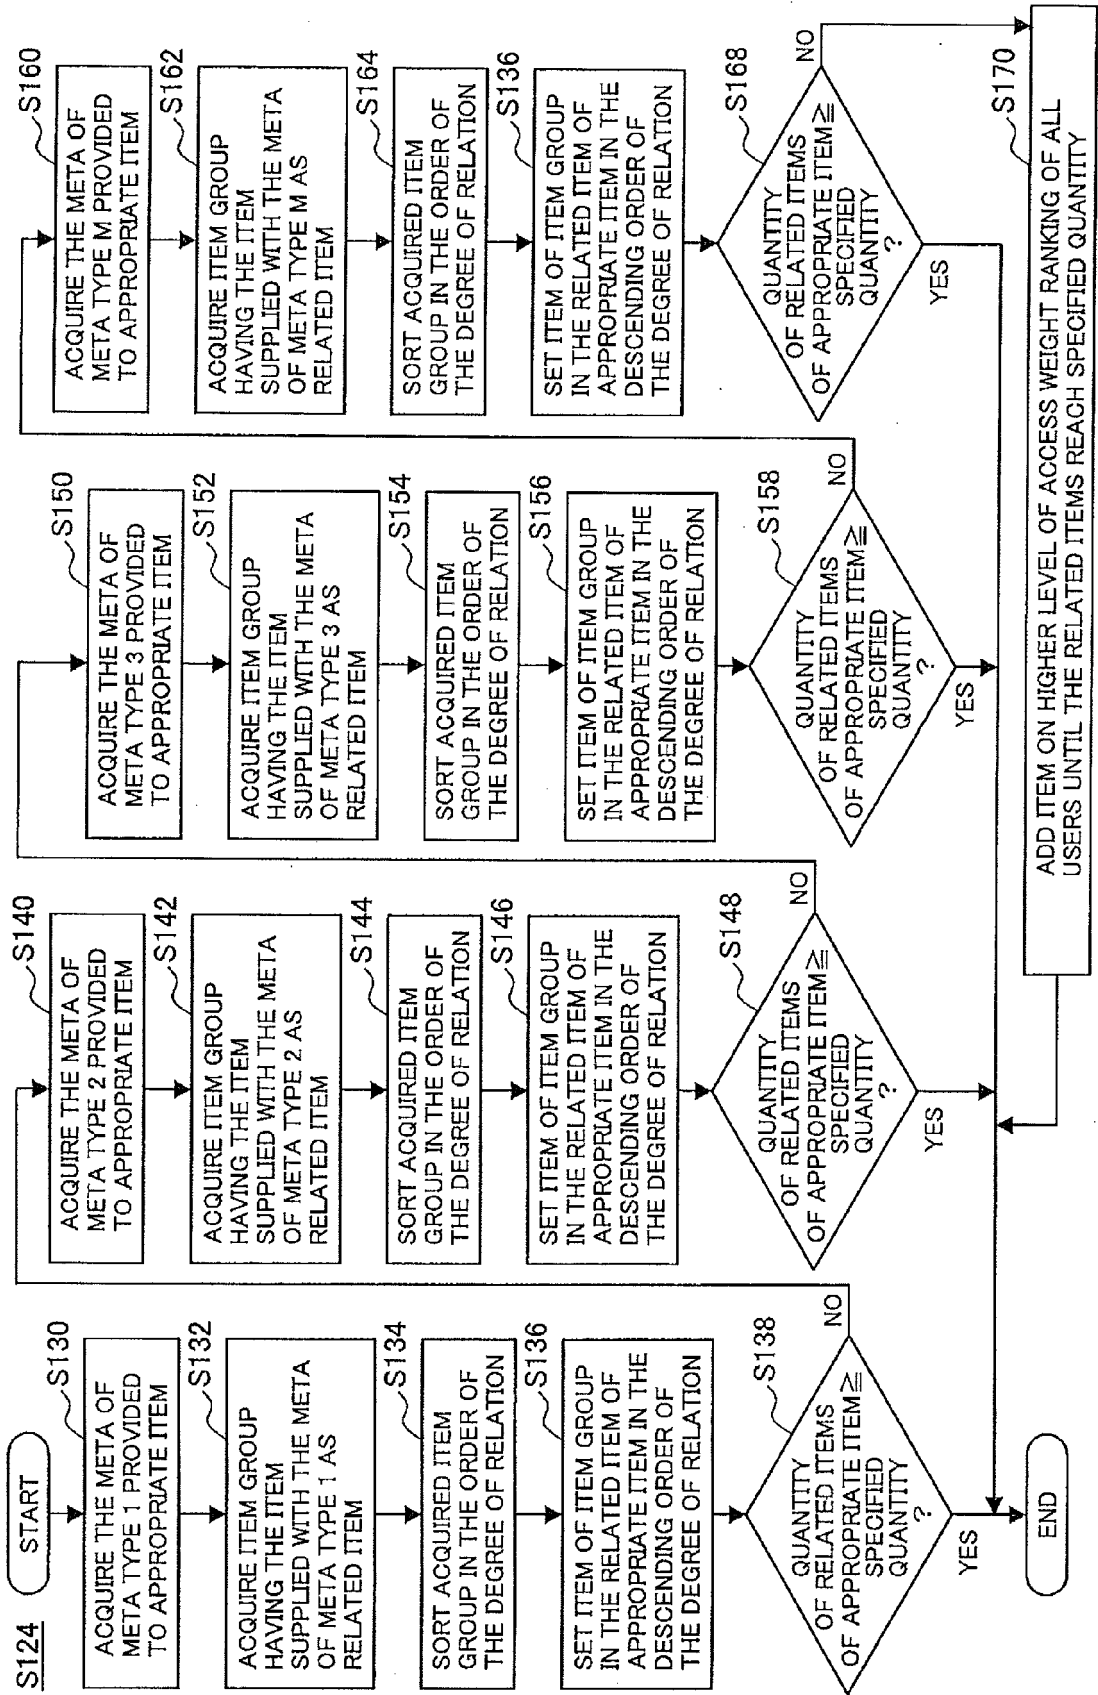 S124
START
S130
ACQUIRE THE META OF
META TYPE 1 PROVIDED
TO APPROPRIATE ITEM
S132
ACQUIRE ITEM GROUP
HAVING THE ITEM
SUPPLIED WITH THE META
OF META TYPE 1 AS
RELATED ITEM
S134
SORT ACQUIRED ITEM
GROUP IN THE ORDER OF
THE DEGREE OF RELATION
S136
SET ITEM OF ITEM GROUP
IN THE RELATED ITEM OF
APPROPRIATE ITEM IN THE
DESCENDING ORDER OF
THE DEGREE OF RELATION
S138
QUANTITY
OF RELATED ITEMS
OF APPROPRIATE ITEM≧
SPECIFIED
QUANTITY
?
NO
YES
END
S140
ACQUIRE THE META OF
META TYPE 2 PROVIDED
TO APPROPRIATE ITEM
S142
ACQUIRE ITEM GROUP
HAVING THE ITEM
SUPPLIED WITH THE META
OF META TYPE 2 AS
RELATED ITEM
S144
SORT ACQUIRED ITEM
GROUP IN THE ORDER OF
THE DEGREE OF RELATION
S146
SET ITEM OF ITEM GROUP
IN THE RELATED ITEM OF
APPROPRIATE ITEM IN THE
DESCENDING ORDER OF
THE DEGREE OF RELATION
S148
QUANTITY
OF RELATED ITEMS
OF APPROPRIATE ITEM≧
SPECIFIED
QUANTITY
?
NO
YES
S150
ACQUIRE THE META OF
META TYPE 3 PROVIDED
TO APPROPRIATE ITEM
S152
ACQUIRE ITEM GROUP
HAVING THE ITEM
SUPPLIED WITH THE META
OF META TYPE 3 AS
RELATED ITEM
S154
SORT ACQUIRED ITEM
GROUP IN THE ORDER OF
THE DEGREE OF RELATION
S156
SET ITEM OF ITEM GROUP
IN THE RELATED ITEM OF
APPROPRIATE ITEM IN THE
DESCENDING ORDER OF
THE DEGREE OF RELATION
S158
QUANTITY
OF RELATED ITEMS
OF APPROPRIATE ITEM≧
SPECIFIED
QUANTITY
?
NO
YES
S160
ACQUIRE THE META OF
META TYPE M PROVIDED
TO APPROPRIATE ITEM
S162
ACQUIRE ITEM GROUP
HAVING THE ITEM
SUPPLIED WITH THE META
OF META TYPE M AS
RELATED ITEM
S164
SORT ACQUIRED ITEM
GROUP IN THE ORDER OF
THE DEGREE OF RELATION
S136
SET ITEM OF ITEM GROUP
IN THE RELATED ITEM OF
APPROPRIATE ITEM IN THE
DESCENDING ORDER OF
THE DEGREE OF RELATION
S168
QUANTITY
OF RELATED ITEMS
OF APPROPRIATE ITEM≧
SPECIFIED
QUANTITY
?
NO
YES
S170
ADD ITEM ON HIGHER LEVEL OF ACCESS WEIGHT RANKING OF ALL
USERS UNTIL THE RELATED ITEMS REACH SPECIFIED QUANTITY